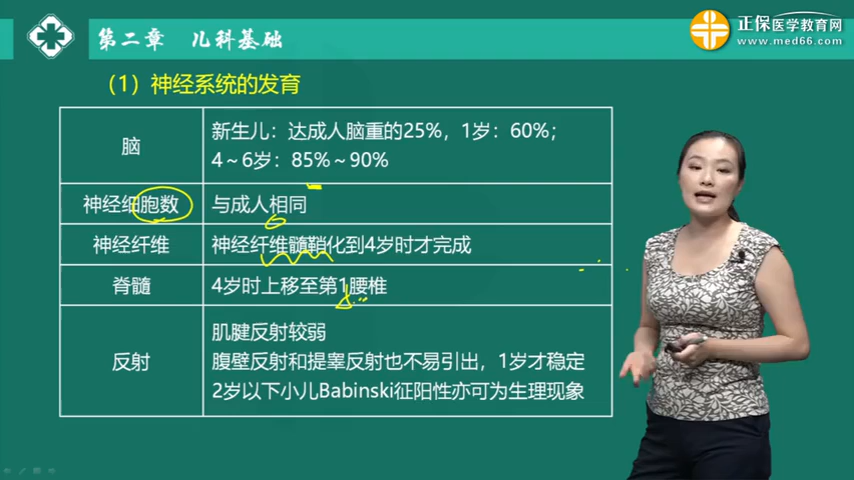 第二章 儿科基础
正保医学教育网
www.med66.com
（1）神经系统的发育
脑
新生儿：达成人脑重的25%，1岁：60%；
4～6岁：85%～90%
神经细胞数
与成人相同
神经纤维
神经纤维髓鞘化到4岁时才完成
脊髓
4岁时上移至第1腰椎
反射
肌腱反射较弱
腹壁反射和提睾反射也不易引出，1岁才稳定
2岁以下小儿Babinski征阳性亦可为生理现象